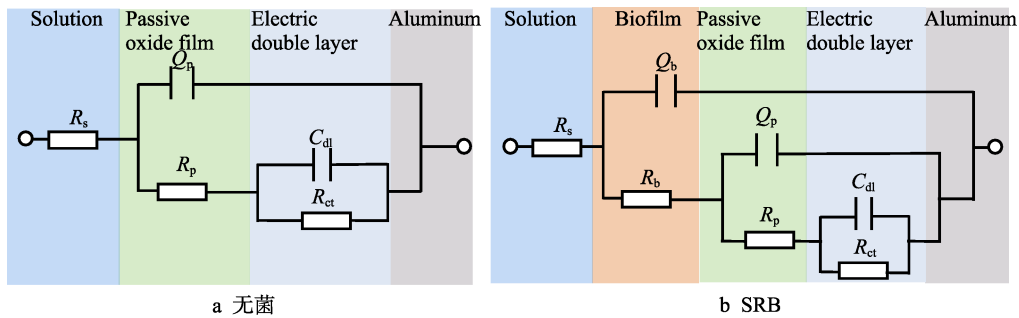 Solution
Passive
oxide film
Electric
double layer
Aluminum
Qp
Rs
Cdl
Rp
Rct
a 无菌
Solution
Biofilm
Passive
oxide film
Electric
double layer
Aluminum
Qb
Qp
Rs
Rb
Cdl
Rp
Rct
b SRB